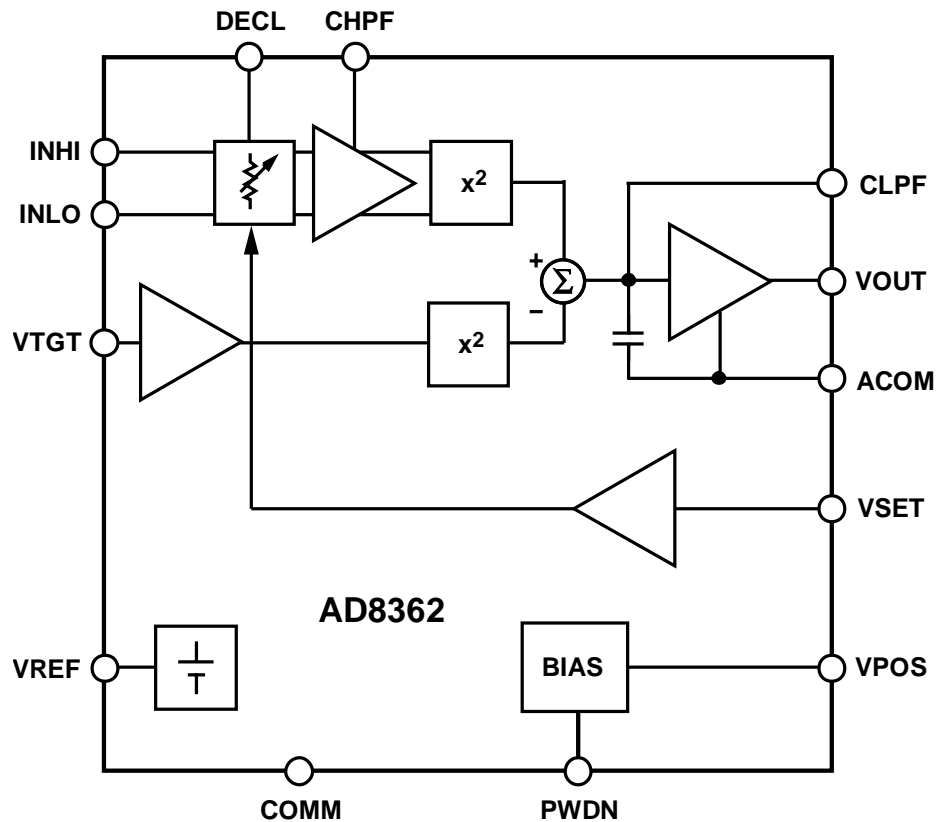 DECL CHPF
INHI
x²
CLPF
INLO
+
Σ
VOUT
−
VTGT
x²
ACOM
VSET
AD8362
VREF
BIAS
VPOS
COMM
PWDN